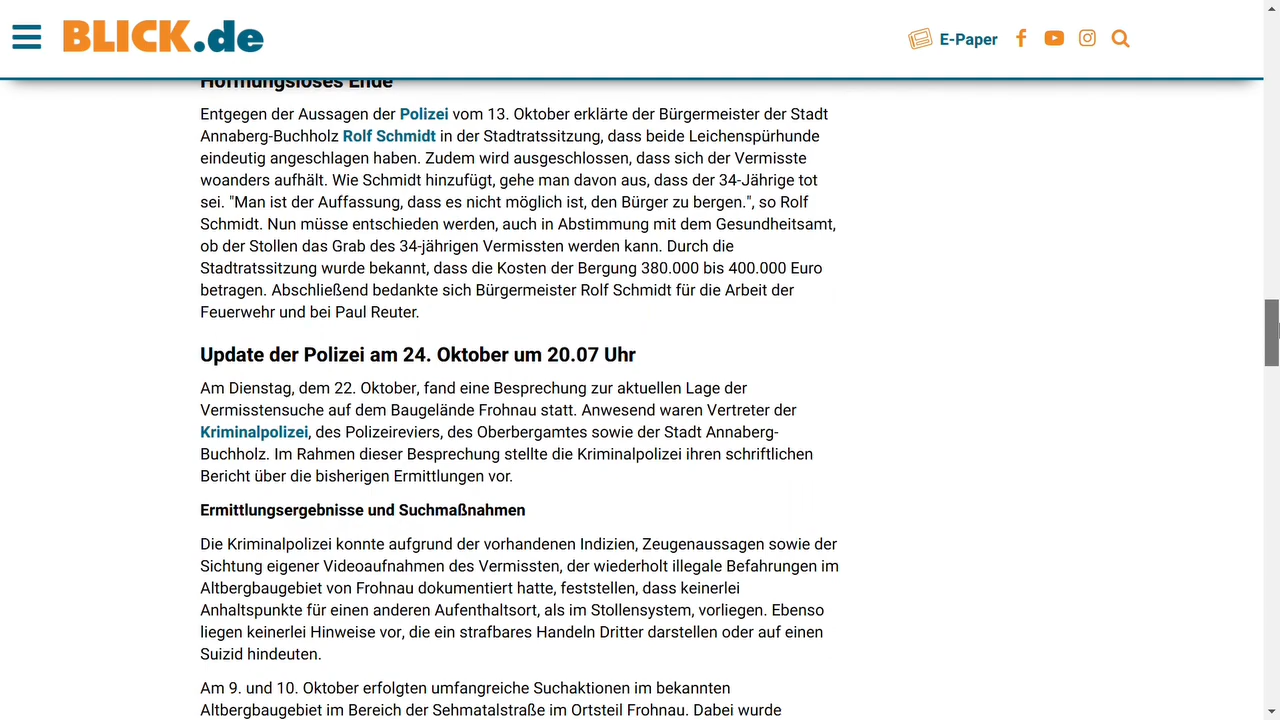 BLICK.de
E-Paper
Hoffnungsloses Ende
Entgegen der Aussagen der Polizei vom 13. Oktober erklärte der Bürgermeister der Stadt
Annaberg-Buchholz Rolf Schmidt in der Stadtratssitzung, dass beide Leichenspürhunde
eindeutig angeschlagen haben. Zudem wird ausgeschlossen, dass sich der Vermisste
woanders aufhält. Wie Schmidt hinzufügt, gehe man davon aus, dass der 34-Jährige tot
sei. "Man ist der Auffassung, dass es nicht möglich ist, den Bürger zu bergen.", so Rolf
Schmidt. Nun müsse entschieden werden, auch in Abstimmung mit dem Gesundheitsamt,
ob der Stollen das Grab des 34-jährigen Vermissten werden kann. Durch die
Stadtratssitzung wurde bekannt, dass die Kosten der Bergung 380.000 bis 400.000 Euro
betragen. Abschließend bedankte sich Bürgermeister Rolf Schmidt für die Arbeit der
Feuerwehr und bei Paul Reuter.
Update der Polizei am 24. Oktober um 20.07 Uhr
Am Dienstag, dem 22. Oktober, fand eine Besprechung zur aktuellen Lage der
Vermisstensuche auf dem Baugelände Frohnau statt. Anwesend waren Vertreter der
Kriminalpolizei, des Polizeireviers, des Oberbergamtes sowie der Stadt Annaberg-
Buchholz. Im Rahmen dieser Besprechung stellte die Kriminalpolizei ihren schriftlichen
Bericht über die bisherigen Ermittlungen vor.
Ermittlungsergebnisse und Suchmaßnahmen
Die Kriminalpolizei konnte aufgrund der vorhandenen Indizien, Zeugenaussagen sowie der
Sichtung eigener Videoaufnahmen des Vermissten, der wiederholt illegale Befahrungen im
Altbergbaugebiet von Frohnau dokumentiert hatte, feststellen, dass keinerlei
Anhaltspunkte für einen anderen Aufenthaltsort, als im Stollensystem, vorliegen. Ebenso
liegen keinerlei Hinweise vor, die ein strafbares Handeln Dritter darstellen oder auf einen
Suizid hindeuten.
Am 9. und 10. Oktober erfolgten umfangreiche Suchaktionen im bekannten
Altbergbaugebiet im Bereich der Sehmatalstraße im Ortsteil Frohnau. Dabei wurde